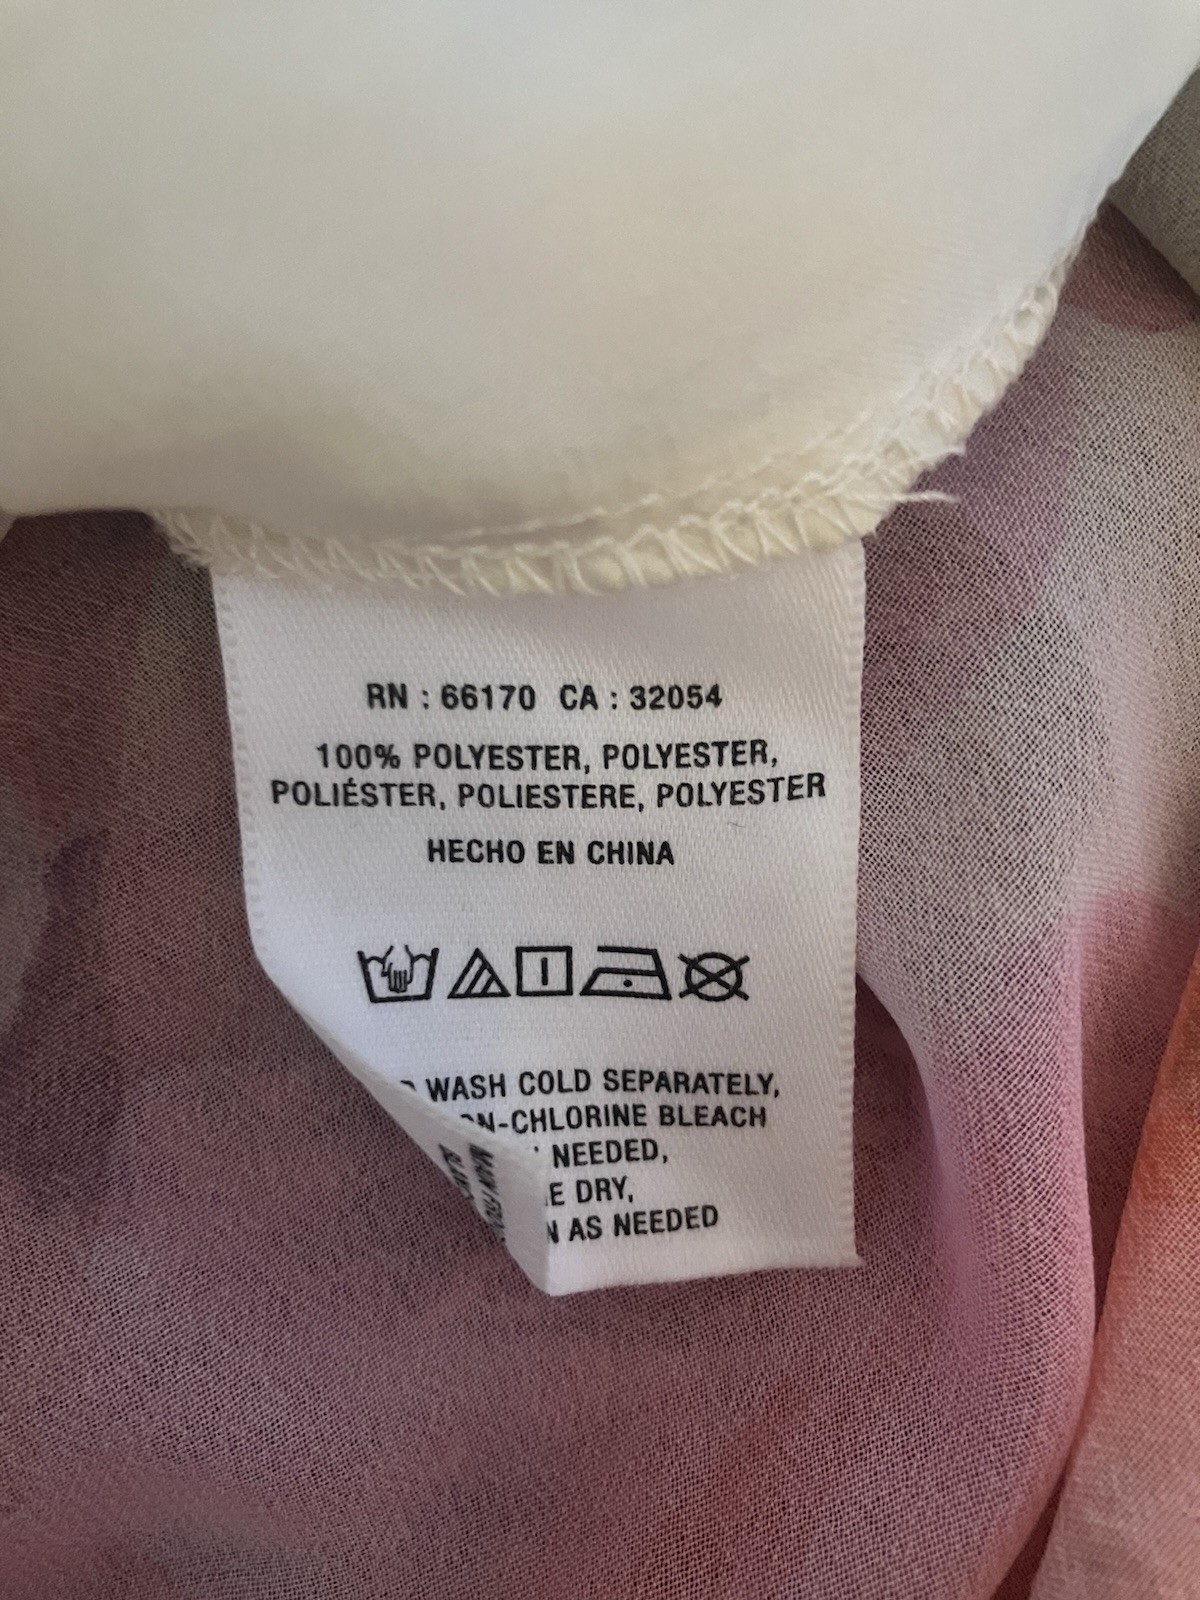 RN : 66170 CA : 32054
100% POLYESTER, POLYESTER,
POLIÉSTER, POLIESTERE, POLYESTER
HECHO EN CHINA
WASH COLD SEPARATELY,
N-CHLORINE BLEACH
NEEDED,
E DRY,
N AS NEEDED